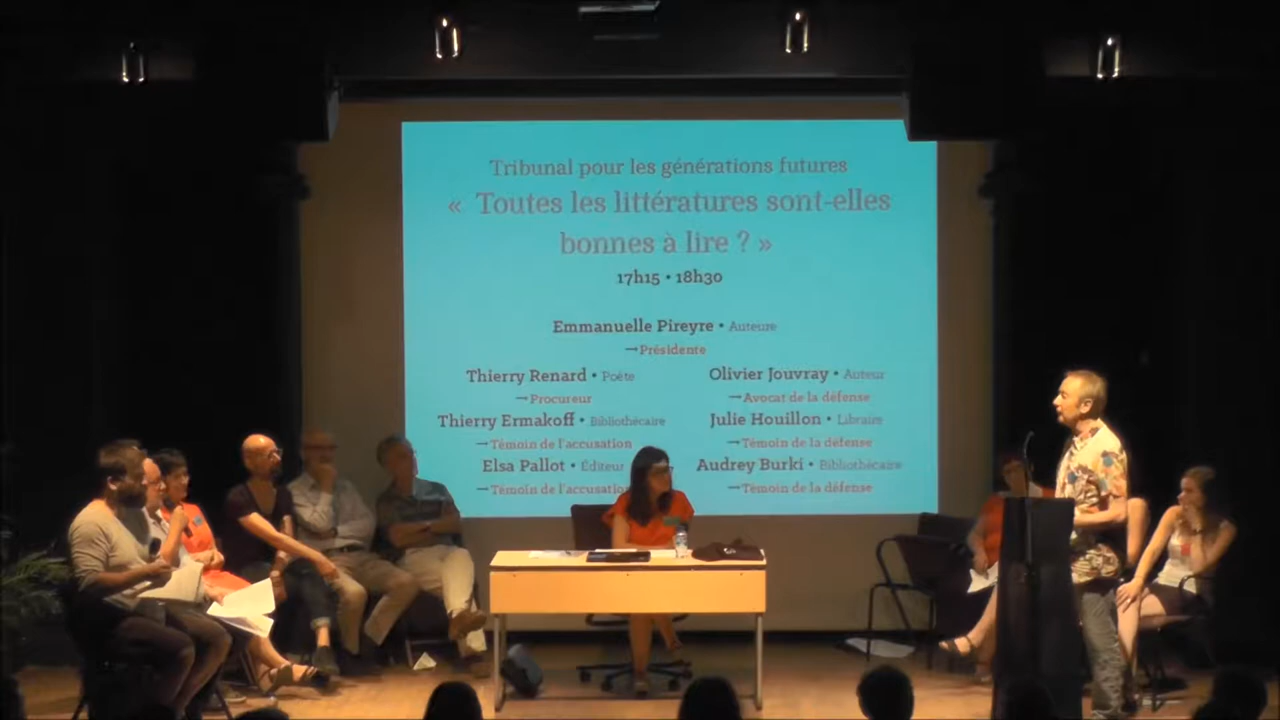 Tribunal pour les générations futures
« Toutes les littératures sont-elles
bonnes à lire ? »
17h15 • 18h30
Emmanuelle Pireyre • Auteure
→Présidente
Thierry Renard • Poète
→Procureur
Thierry Ermakoff • Bibliothécaire
→Témoin de l'accusation
Elsa Pallot • Éditeur
→Témoin de l'accusation
Olivier Jouvray • Auteur
→Avocat de la défense
Julie Houillon • Libraire
→Témoin de la défense
Audrey Burki • Bibliothécaire
→Témoin de la défense